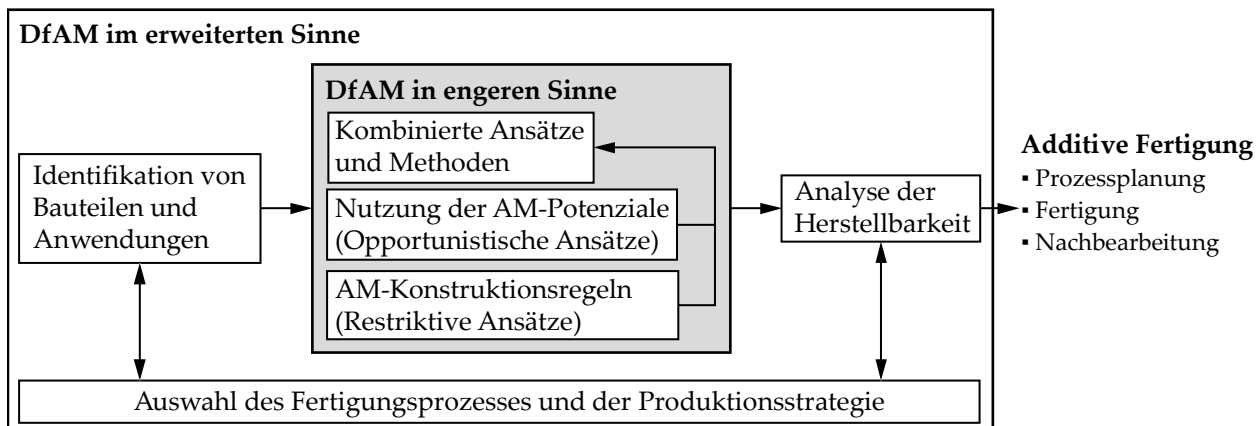 DfAM im erweiterten Sinne
DfAM in engeren Sinne
Kombinierte Ansätze
und Methoden
Identifikation von
Bauteilen und
Anwendungen
Nutzung der AM-Potenziale
(Opportunistische Ansätze)
AM-Konstruktionsregeln
(Restriktive Ansätze)
Analyse der
Herstellbarkeit
Additive Fertigung
▪ Prozessplanung
▪ Fertigung
▪ Nachbearbeitung
Auswahl des Fertigungsprozesses und der Produktionsstrategie